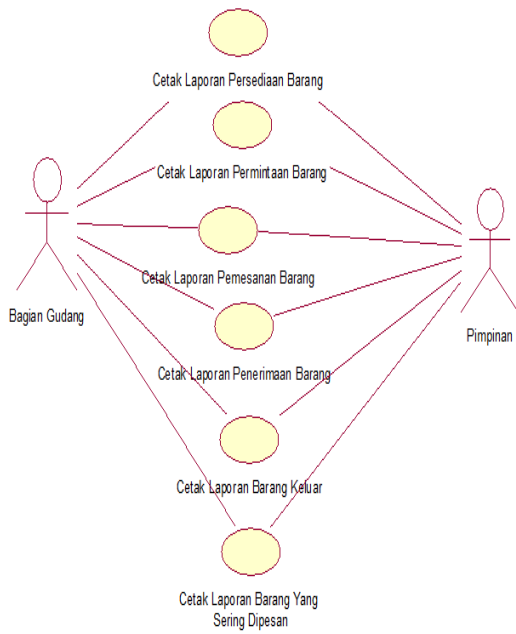 Cetak Laporan Persediaan Barang
Cetak Laporan Permintaan Barang
Cetak Laporan Pemesanan Barang
Bagian Gudang
Pimpinan
Cetak Laporan Penerimaan Barang
Cetak Laporan Barang Keluar
Cetak Laporan Barang Yang
Sering Dipesan